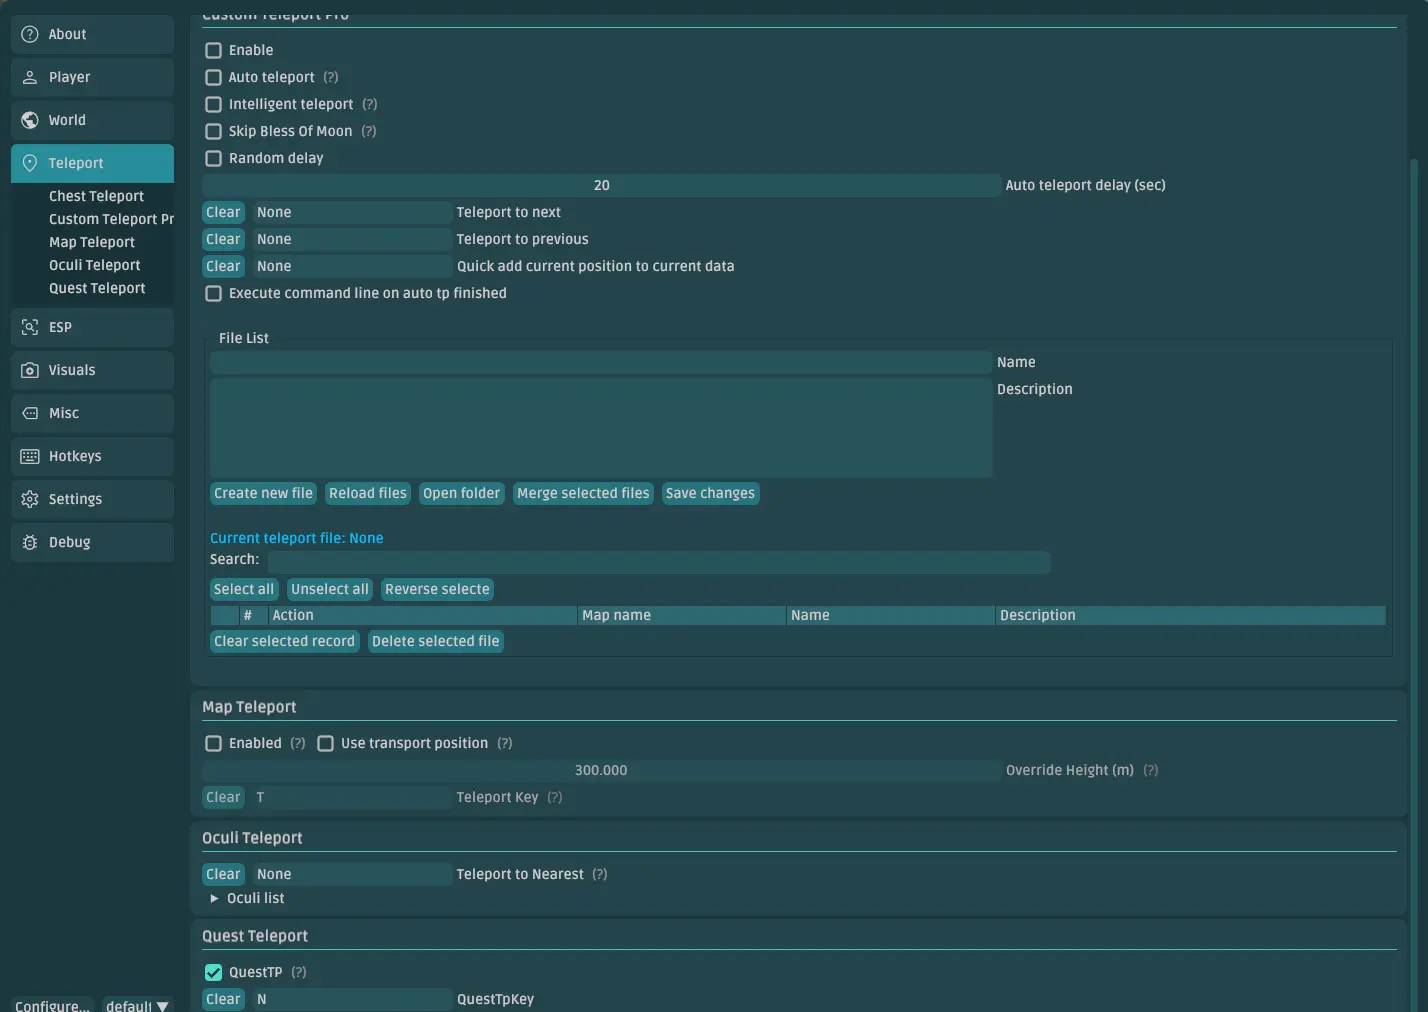 About
Player
World
Teleport
Chest Teleport
Custom Teleport Pr
Map Teleport
Oculi Teleport
Quest Teleport
ESP
Visuals
Misc
Hotkeys
Settings
Debug
Configure...
default
Custom Teleport Pro
Enable
Auto teleport (?)
Intelligent teleport (?)
Skip Bless Of Moon (?)
Random delay
20 Auto teleport delay (sec)
Clear None Teleport to next
Clear None Teleport to previous
Clear None Quick add current position to current data
Execute command line on auto tp finished
File List
Name
Description
Create new file Reload files Open folder Merge selected files Save changes
Current teleport file: None
Search:
Select all Unselect all Reverse selecte
# Action Map name Name Description
Clear selected record Delete selected file
Map Teleport
Enabled (?) Use transport position (?)
300.000 Override Height (m) (?)
Clear T Teleport Key (?)
Oculi Teleport
Clear None Teleport to Nearest (?)
Oculi list
Quest Teleport
QuestTP (?)
Clear N QuestTpKey